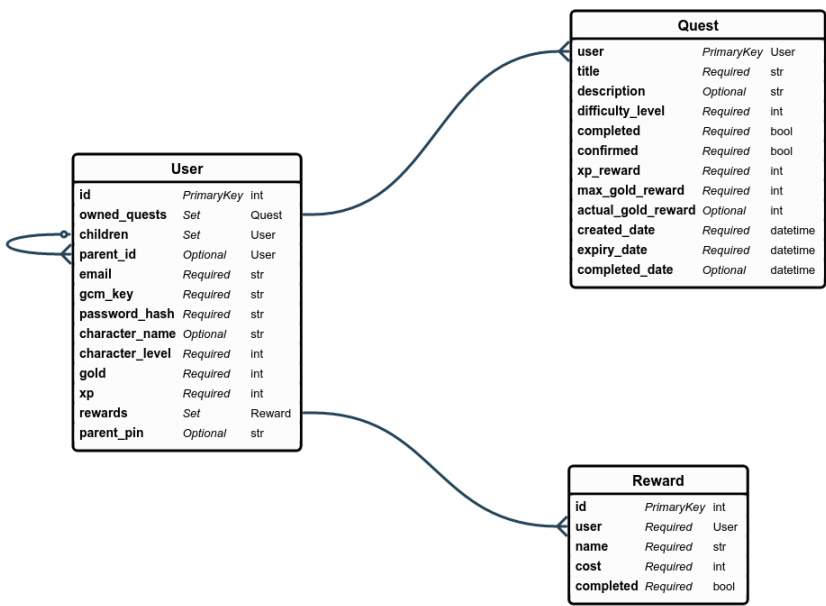 Quest
user PrimaryKey User
title Required str
description Optional str
difficulty_level Required int
completed Required bool
confirmed Required bool
xp_reward Required int
max_gold_reward Required int
actual_gold_reward Optional int
created_date Required datetime
expiry_date Required datetime
completed_date Optional datetime
User
id PrimaryKey int
owned_quests Set Quest
children Set User
parent_id Optional User
email Required str
gcm_key Required str
password_hash Required str
character_name Optional str
character_level Required int
gold Required int
xp Required int
rewards Set Reward
parent_pin Optional str
Reward
id PrimaryKey int
user Required User
name Required str
cost Required int
completed Required bool